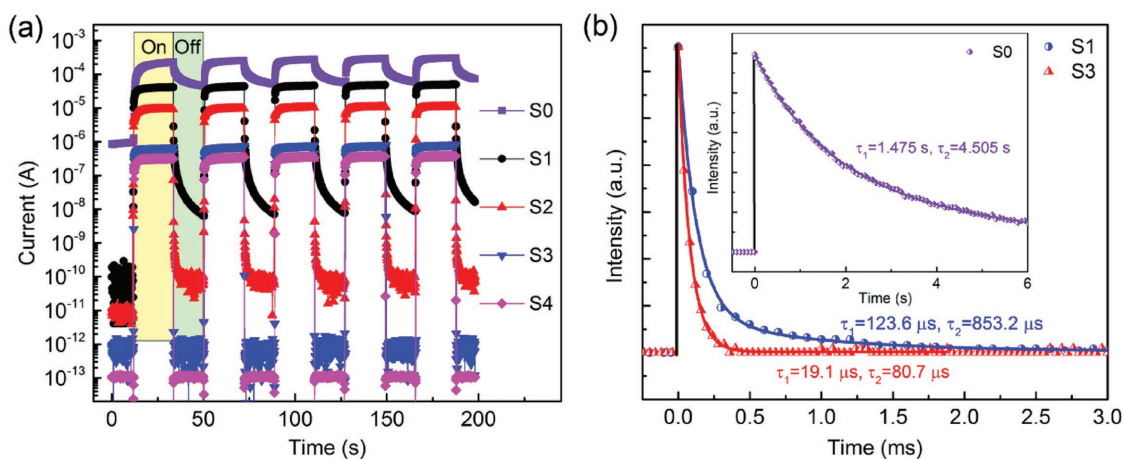 (a)
On Off
10⁻³
10⁻⁴
10⁻⁵
10⁻⁶
10⁻⁷
10⁻⁸
10⁻⁹
10⁻¹⁰
10⁻¹¹
10⁻¹²
10⁻¹³
Current (A)
0 50 100 150 200
Time (s)
S0
S1
S2
S3
S4
(b)
S1
S3
S0
Intensity (a.u.)
τ₁=1.475 s, τ₂=4.505 s
0 2 4 6
Time (s)
τ₁=123.6 μs, τ₂=853.2 μs
τ₁=19.1 μs, τ₂=80.7 μs
Intensity (a.u.)
0.0 0.5 1.0 1.5 2.0 2.5 3.0
Time (ms)